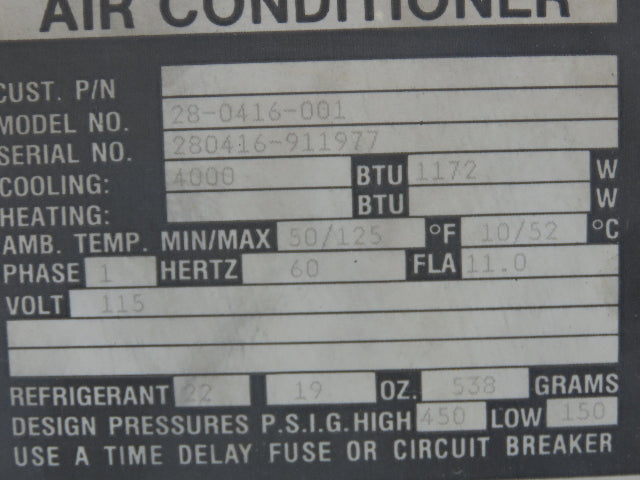 AIR CONDITIONER
CUST. P/N
MODEL NO. 28-0416-001
SERIAL NO. 280416-911977
COOLING: 4000 BTU 1172 W
HEATING: BTU W
AMB. TEMP. MIN/MAX 50/125 °F 10/52 °C
PHASE 1 HERTZ 60 FLA 11.0
VOLT 115
REFRIGERANT 22 19 OZ. 538 GRAMS
DESIGN PRESSURES P.S.I.G. HIGH 450 LOW 150
USE A TIME DELAY FUSE OR CIRCUIT BREAKER